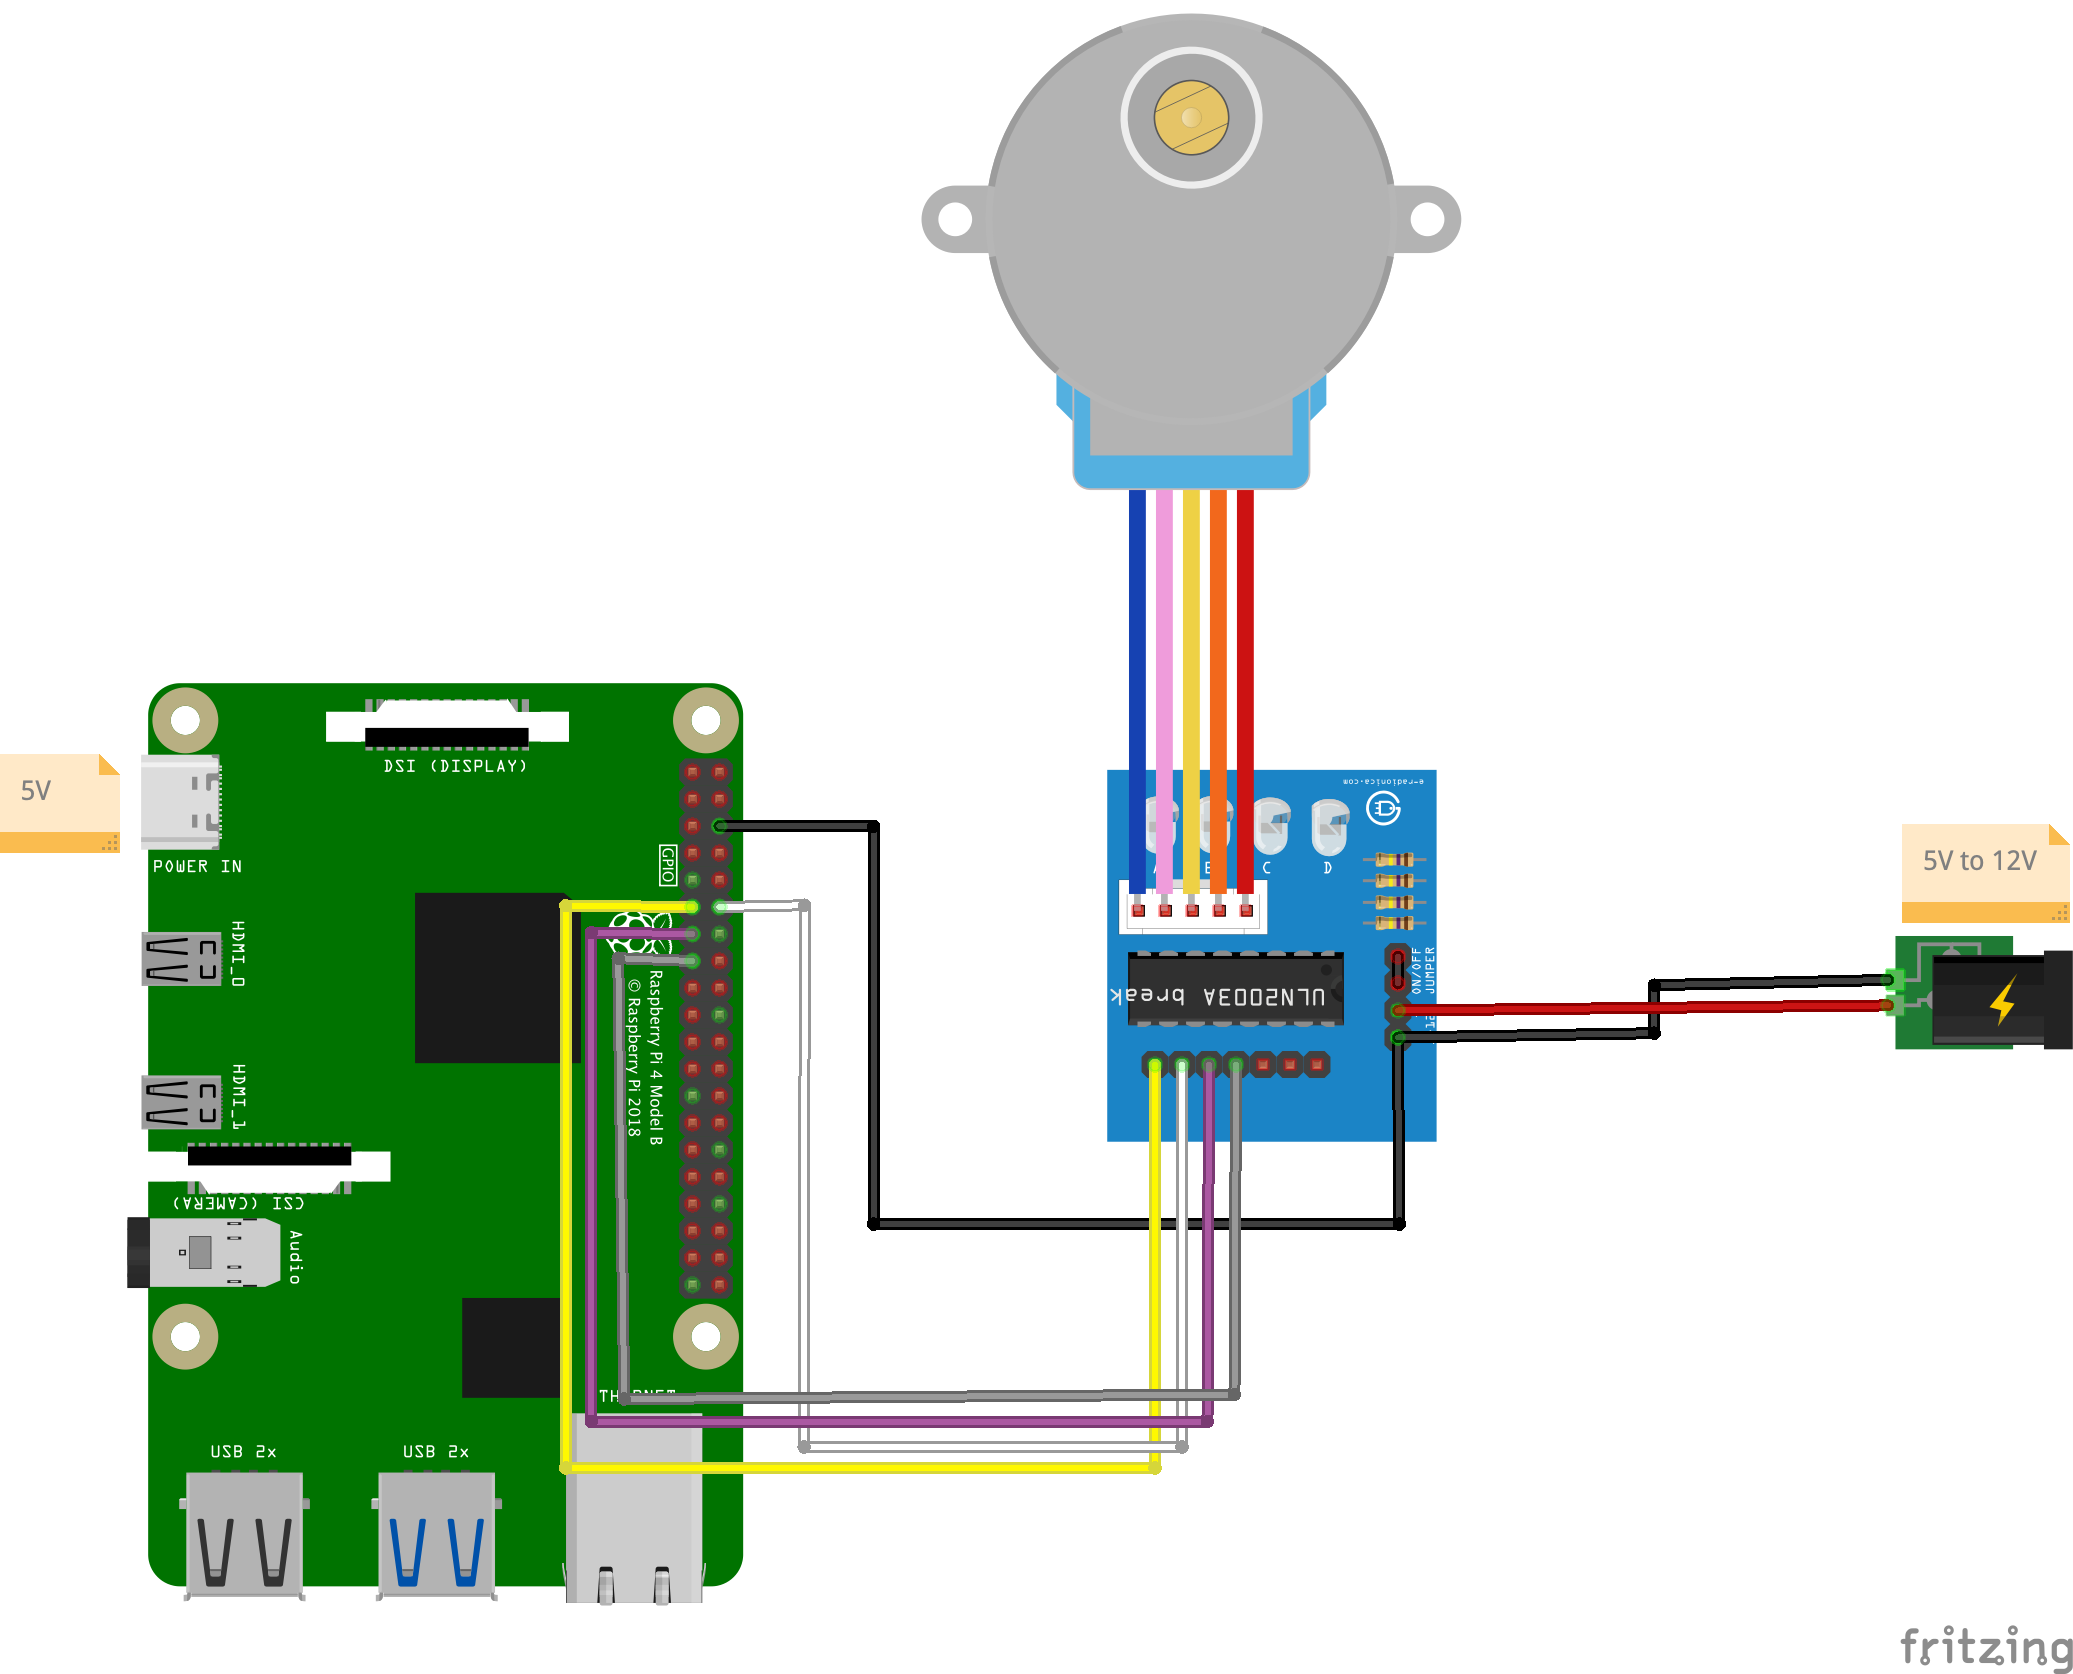 DSI (DISPLAY)
5V
POWER IN
GPIO
HDMI_0
Raspberry Pi 4 Model B
© Raspberry Pi 2018
HDMI_1
CSI (CAMERA)
Audio
USB 2x
USB 2x
e-radionica.com
C
D
ON/OFF
JUMPER
ULN2003A break
5V to 12V
fritzing